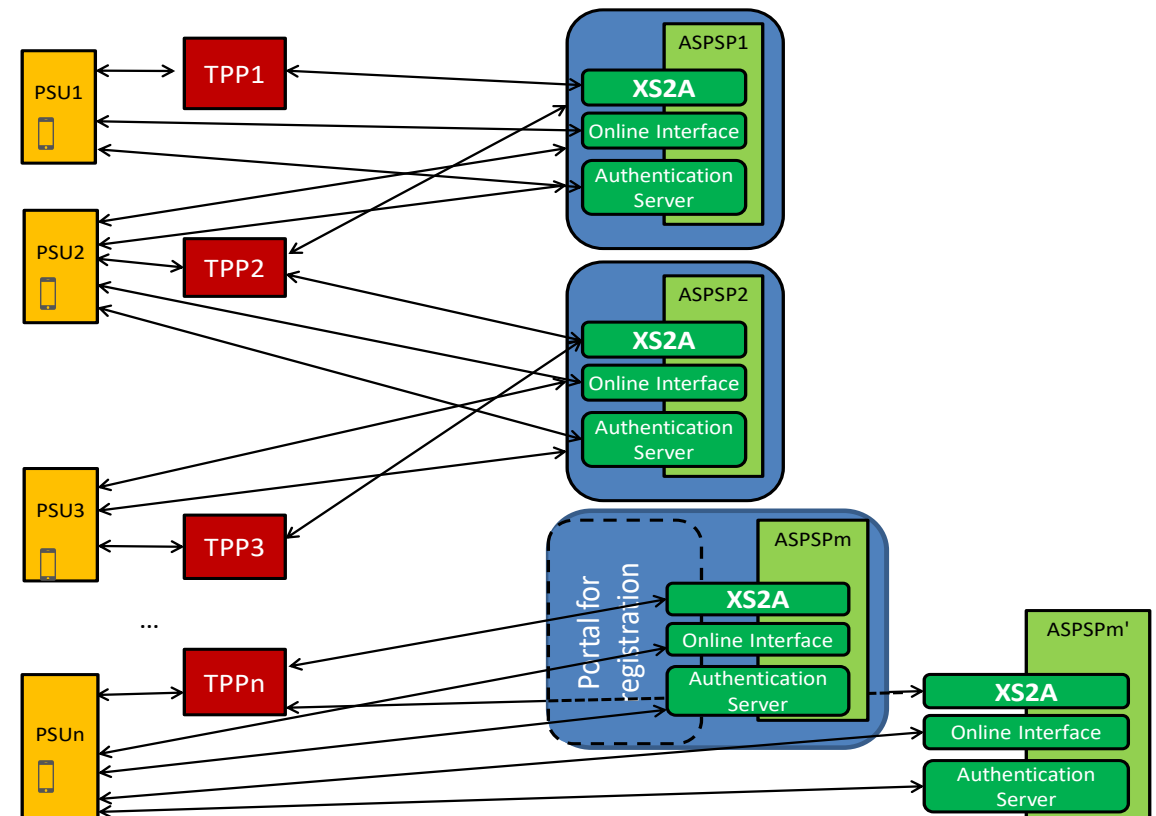 PSU1
TPP1
ASPSP1
XS2A
Online Interface
Authentication
Server
PSU2
TPP2
ASPSP2
XS2A
Online Interface
Authentication
Server
PSU3
TPP3
...
ASPSPm
Portal for
registration
XS2A
Online Interface
Authentication
Server
PSUn
TPPn
ASPSPm'
XS2A
Online Interface
Authentication
Server